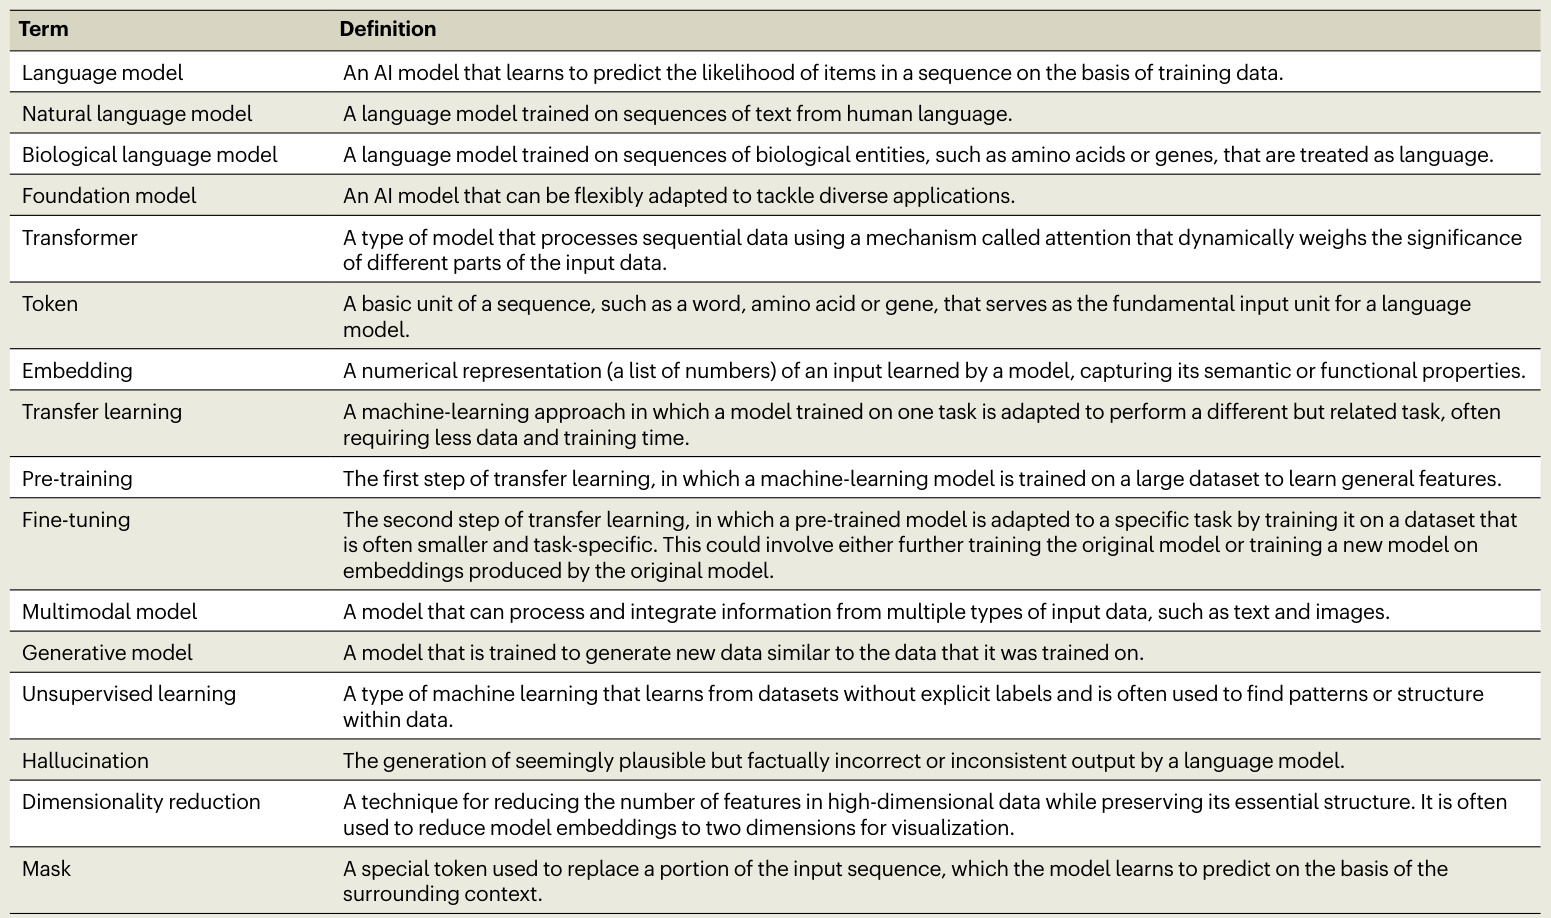 Term Definition
Language model An AI model that learns to predict the likelihood of items in a sequence on the basis of training data.
Natural language model A language model trained on sequences of text from human language.
Biological language model A language model trained on sequences of biological entities, such as amino acids or genes, that are treated as language.
Foundation model An AI model that can be flexibly adapted to tackle diverse applications.
Transformer A type of model that processes sequential data using a mechanism called attention that dynamically weighs the significance
of different parts of the input data.
Token A basic unit of a sequence, such as a word, amino acid or gene, that serves as the fundamental input unit for a language
model.
Embedding A numerical representation (a list of numbers) of an input learned by a model, capturing its semantic or functional properties.
Transfer learning A machine-learning approach in which a model trained on one task is adapted to perform a different but related task, often
requiring less data and training time.
Pre-training The first step of transfer learning, in which a machine-learning model is trained on a large dataset to learn general features.
Fine-tuning The second step of transfer learning, in which a pre-trained model is adapted to a specific task by training it on a dataset that
is often smaller and task-specific. This could involve either further training the original model or training a new model on
embeddings produced by the original model.
Multimodal model A model that can process and integrate information from multiple types of input data, such as text and images.
Generative model A model that is trained to generate new data similar to the data that it was trained on.
Unsupervised learning A type of machine learning that learns from datasets without explicit labels and is often used to find patterns or structure
within data.
Hallucination The generation of seemingly plausible but factually incorrect or inconsistent output by a language model.
Dimensionality reduction A technique for reducing the number of features in high-dimensional data while preserving its essential structure. It is often
used to reduce model embeddings to two dimensions for visualization.
Mask A special token used to replace a portion of the input sequence, which the model learns to predict on the basis of the
surrounding context.